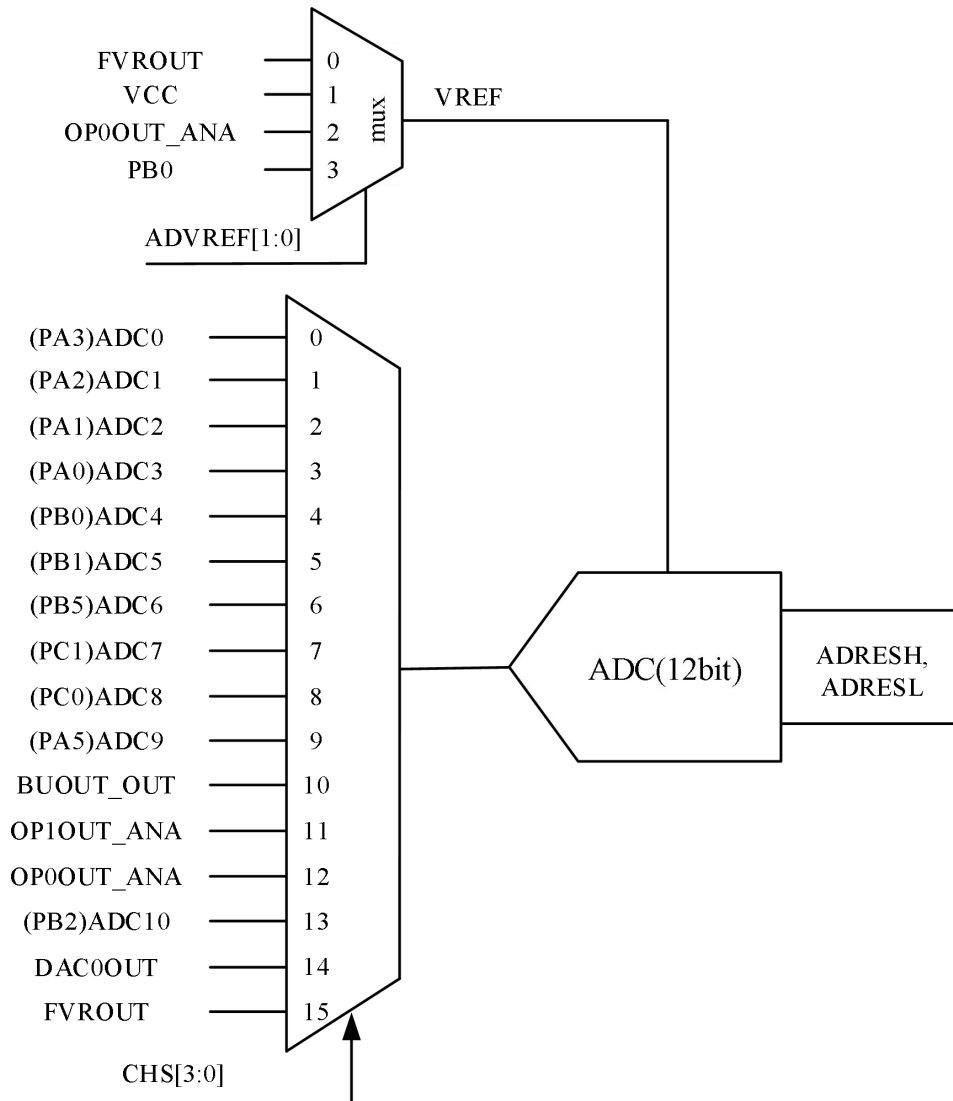 FVROUT 0
VCC 1
OP0OUT_ANA 2
PB0 3
mux
VREF
ADVREF[1:0]
(PA3)ADC0 0
(PA2)ADC1 1
(PA1)ADC2 2
(PA0)ADC3 3
(PB0)ADC4 4
(PB1)ADC5 5
(PB5)ADC6 6
(PC1)ADC7 7
(PC0)ADC8 8
(PA5)ADC9 9
BUOUT_OUT 10
OP1OUT_ANA 11
OP0OUT_ANA 12
(PB2)ADC10 13
DAC0OUT 14
FVROUT 15
CHS[3:0]
ADC(12bit)
ADRESH,
ADRESL